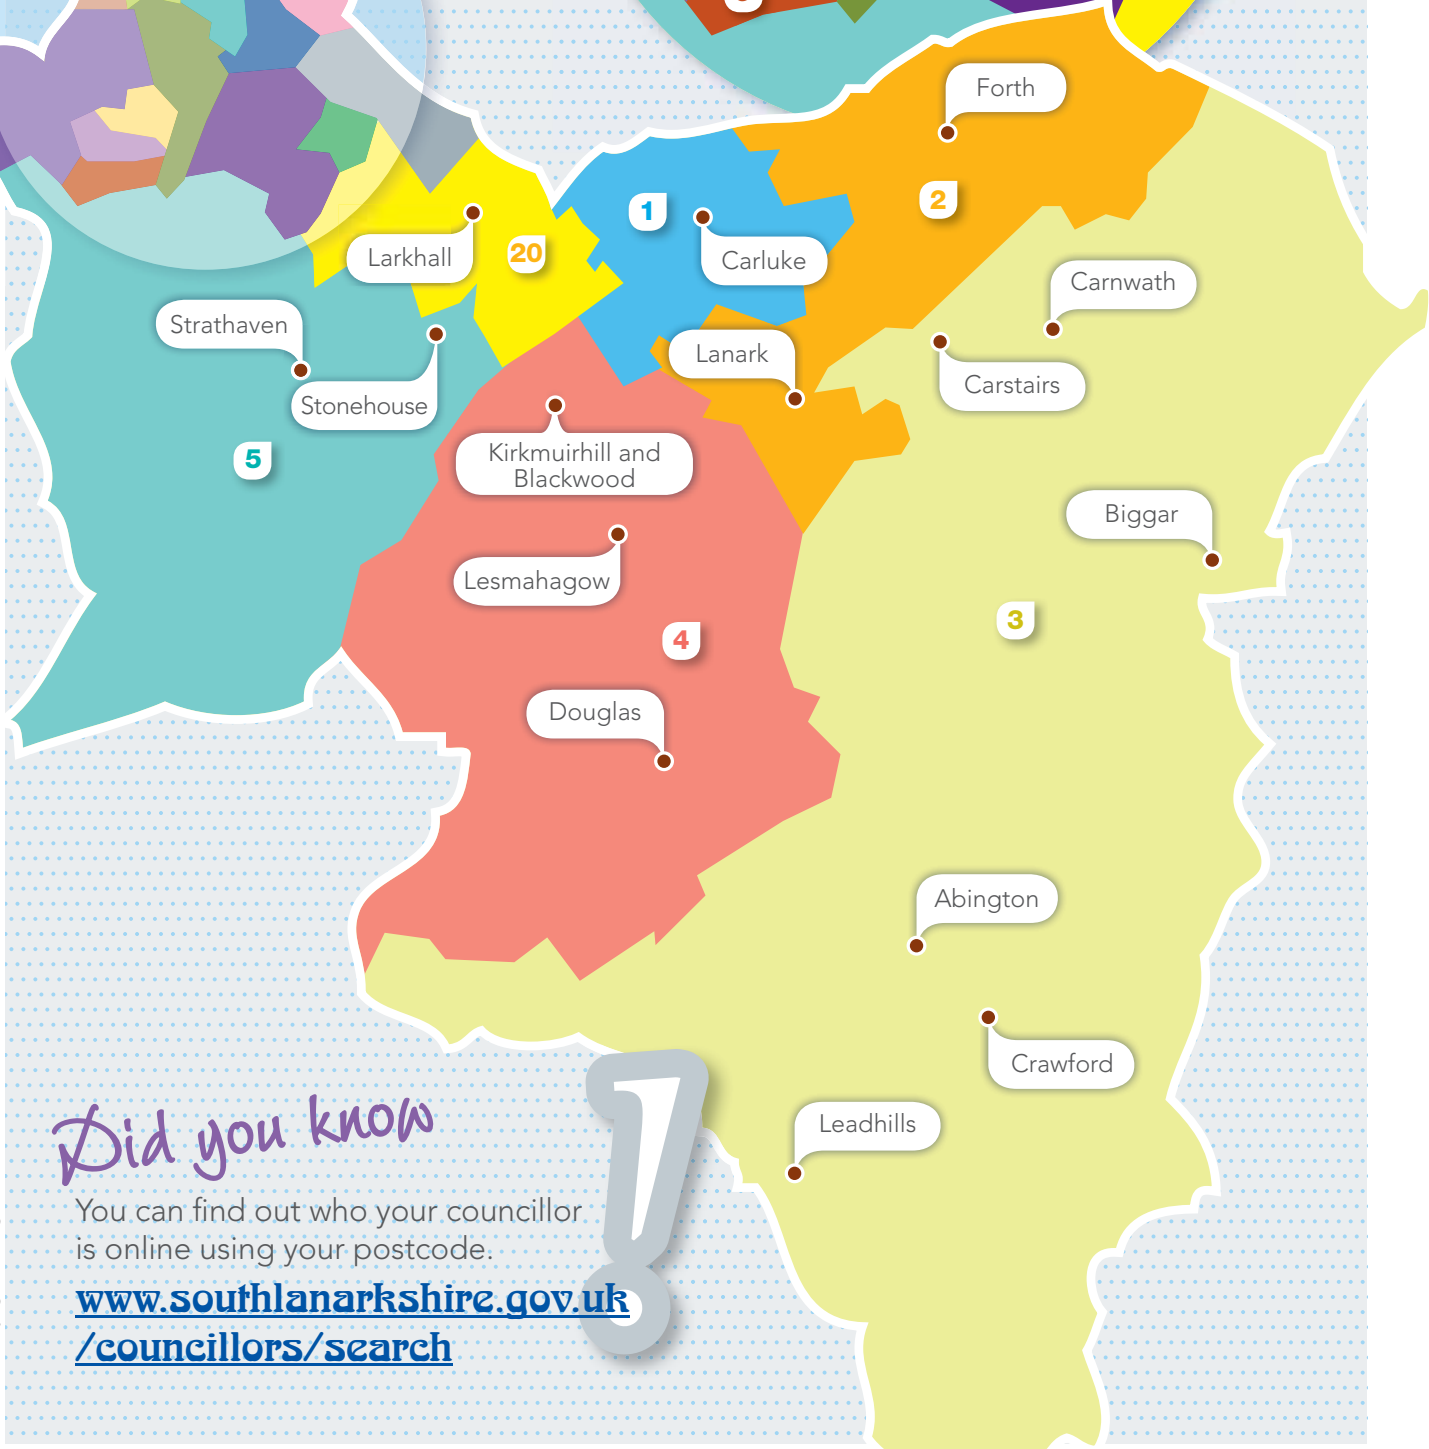 Forth
2
1
Larkhall
20
Carluke
Carnwath
Strathaven
Lanark
Carstairs
Stonehouse
5
Kirkmuirhill and
Blackwood
Biggar
Lesmahagow
3
4
Douglas
Abington
Crawford
Leadhills
Did you know
!
You can find out who your councillor
is online using your postcode.
www.southlanarkshire.gov.uk
/councillors/search